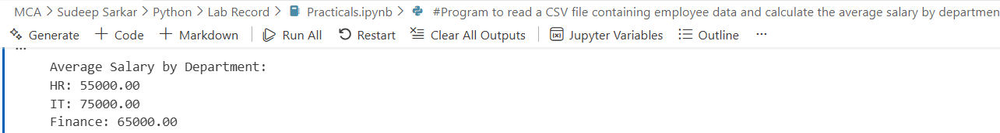 MCA > Sudeep Sarkar > Python > Lab Record > Practicals.ipynb > #Program to read a CSV file containing employee data and calculate the average salary by departmen
Generate + Code + Markdown Run All Restart Clear All Outputs Jupyter Variables Outline ...
...
Average Salary by Department:
HR: 55000.00
IT: 75000.00
Finance: 65000.00